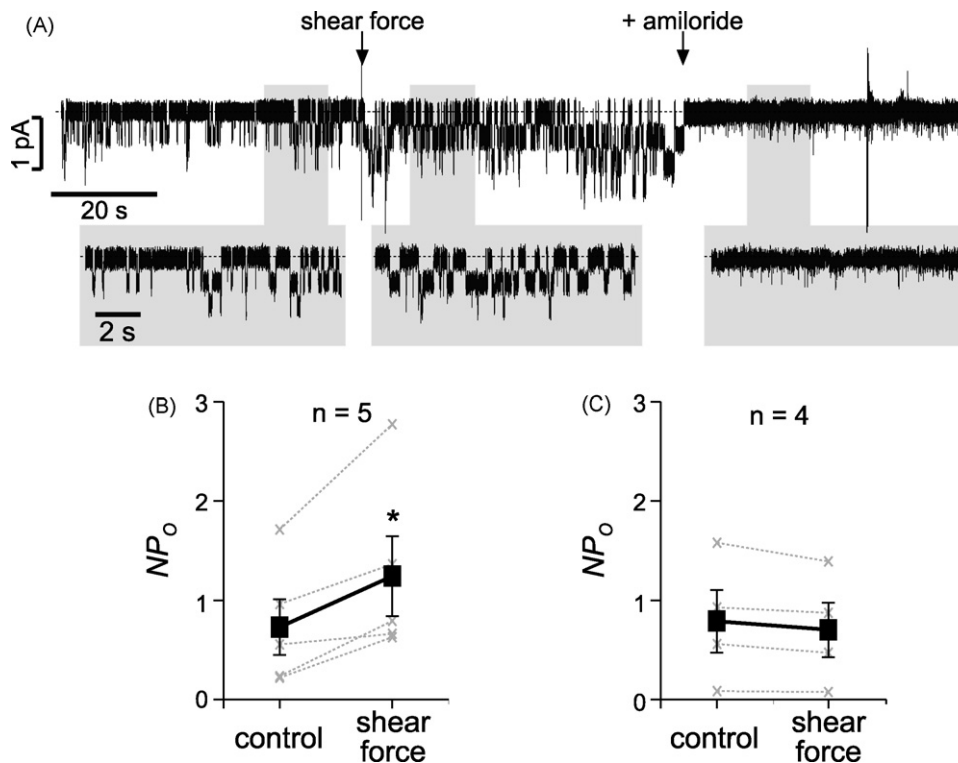 (A)
shear force
+ amiloride
1 pA
20 s
2 s
(B)
n = 5
3
2
1
0
NPO
*
control
shear
force
(C)
n = 4
3
2
1
0
NPO
control
shear
force